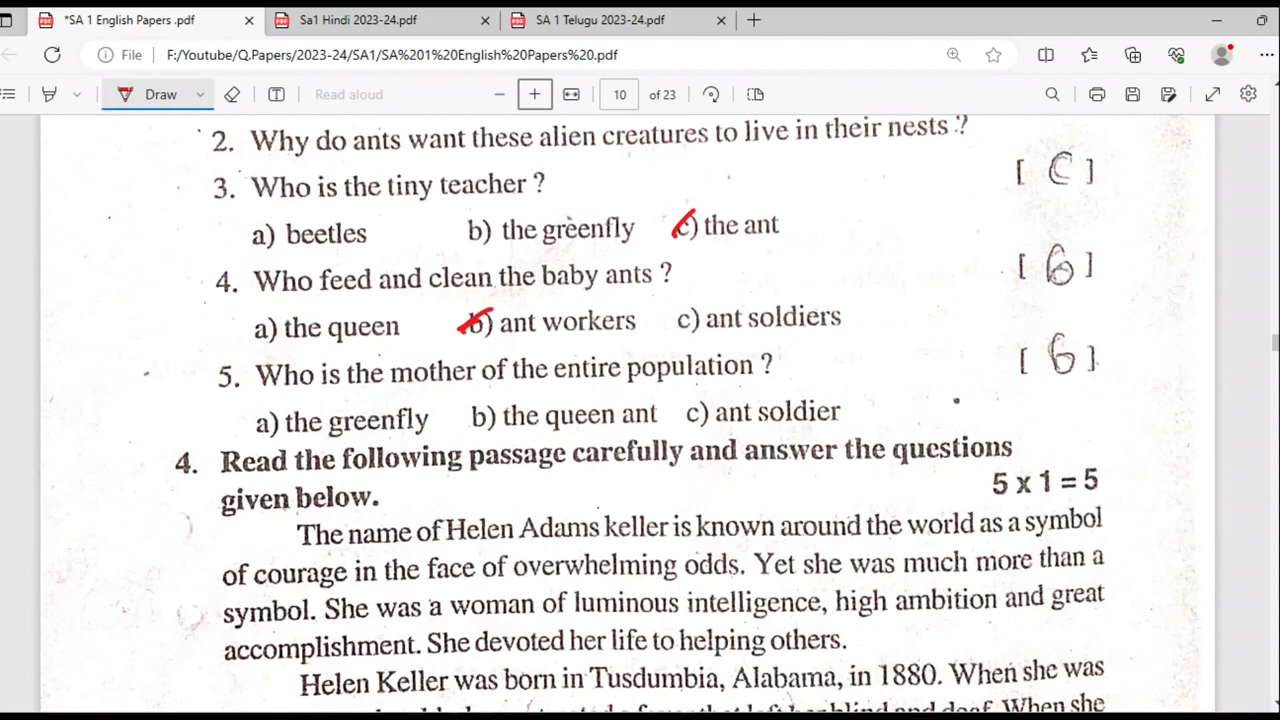 *SA 1 English Papers .pdf
Sa1 Hindi 2023-24.pdf
SA 1 Telugu 2023-24.pdf
File
F:/Youtube/Q.Papers/2023-24/SA1/SA%201%20English%20Papers%20.pdf
Draw
Read aloud
10 of 23
2. Why do ants want these alien creatures to live in their nests ?
3. Who is the tiny teacher ? [ C ]
a) beetles b) the greenfly c) the ant
4. Who feed and clean the baby ants ? [ b ]
a) the queen b) ant workers c) ant soldiers
5. Who is the mother of the entire population ? [ b ]
a) the greenfly b) the queen ant c) ant soldier
4. Read the following passage carefully and answer the questions
given below. 5 x 1 = 5
The name of Helen Adams keller is known around the world as a symbol
of courage in the face of overwhelming odds. Yet she was much more than a
symbol. She was a woman of luminous intelligence, high ambition and great
accomplishment. She devoted her life to helping others.
Helen Keller was born in Tusdumbia, Alabama, in 1880. When she was
blind and deaf. When she